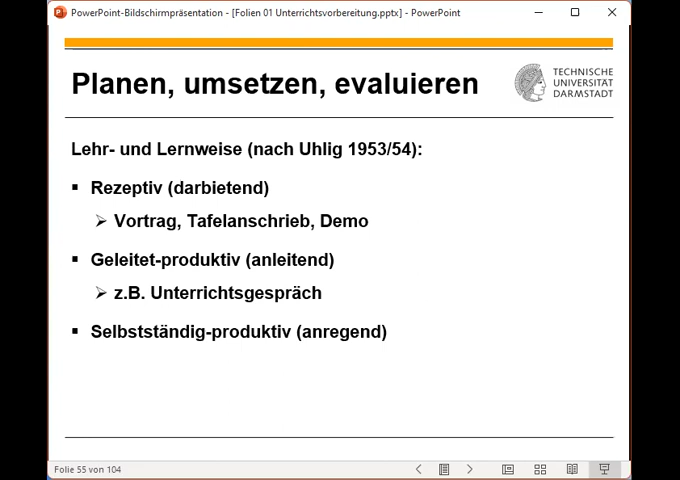 PowerPoint-Bildschirmpräsentation - [Folien 01 Unterrichtsvorbereitung.pptx] - PowerPoint
Planen, umsetzen, evaluieren
TECHNISCHE
UNIVERSITÄT
DARMSTADT
Lehr- und Lernweise (nach Uhlig 1953/54):
▪ Rezeptiv (darbietend)
➢ Vortrag, Tafelanschrieb, Demo
▪ Geleitet-produktiv (anleitend)
➢ z.B. Unterrichtsgespräch
▪ Selbstständig-produktiv (anregend)
Folie 55 von 104